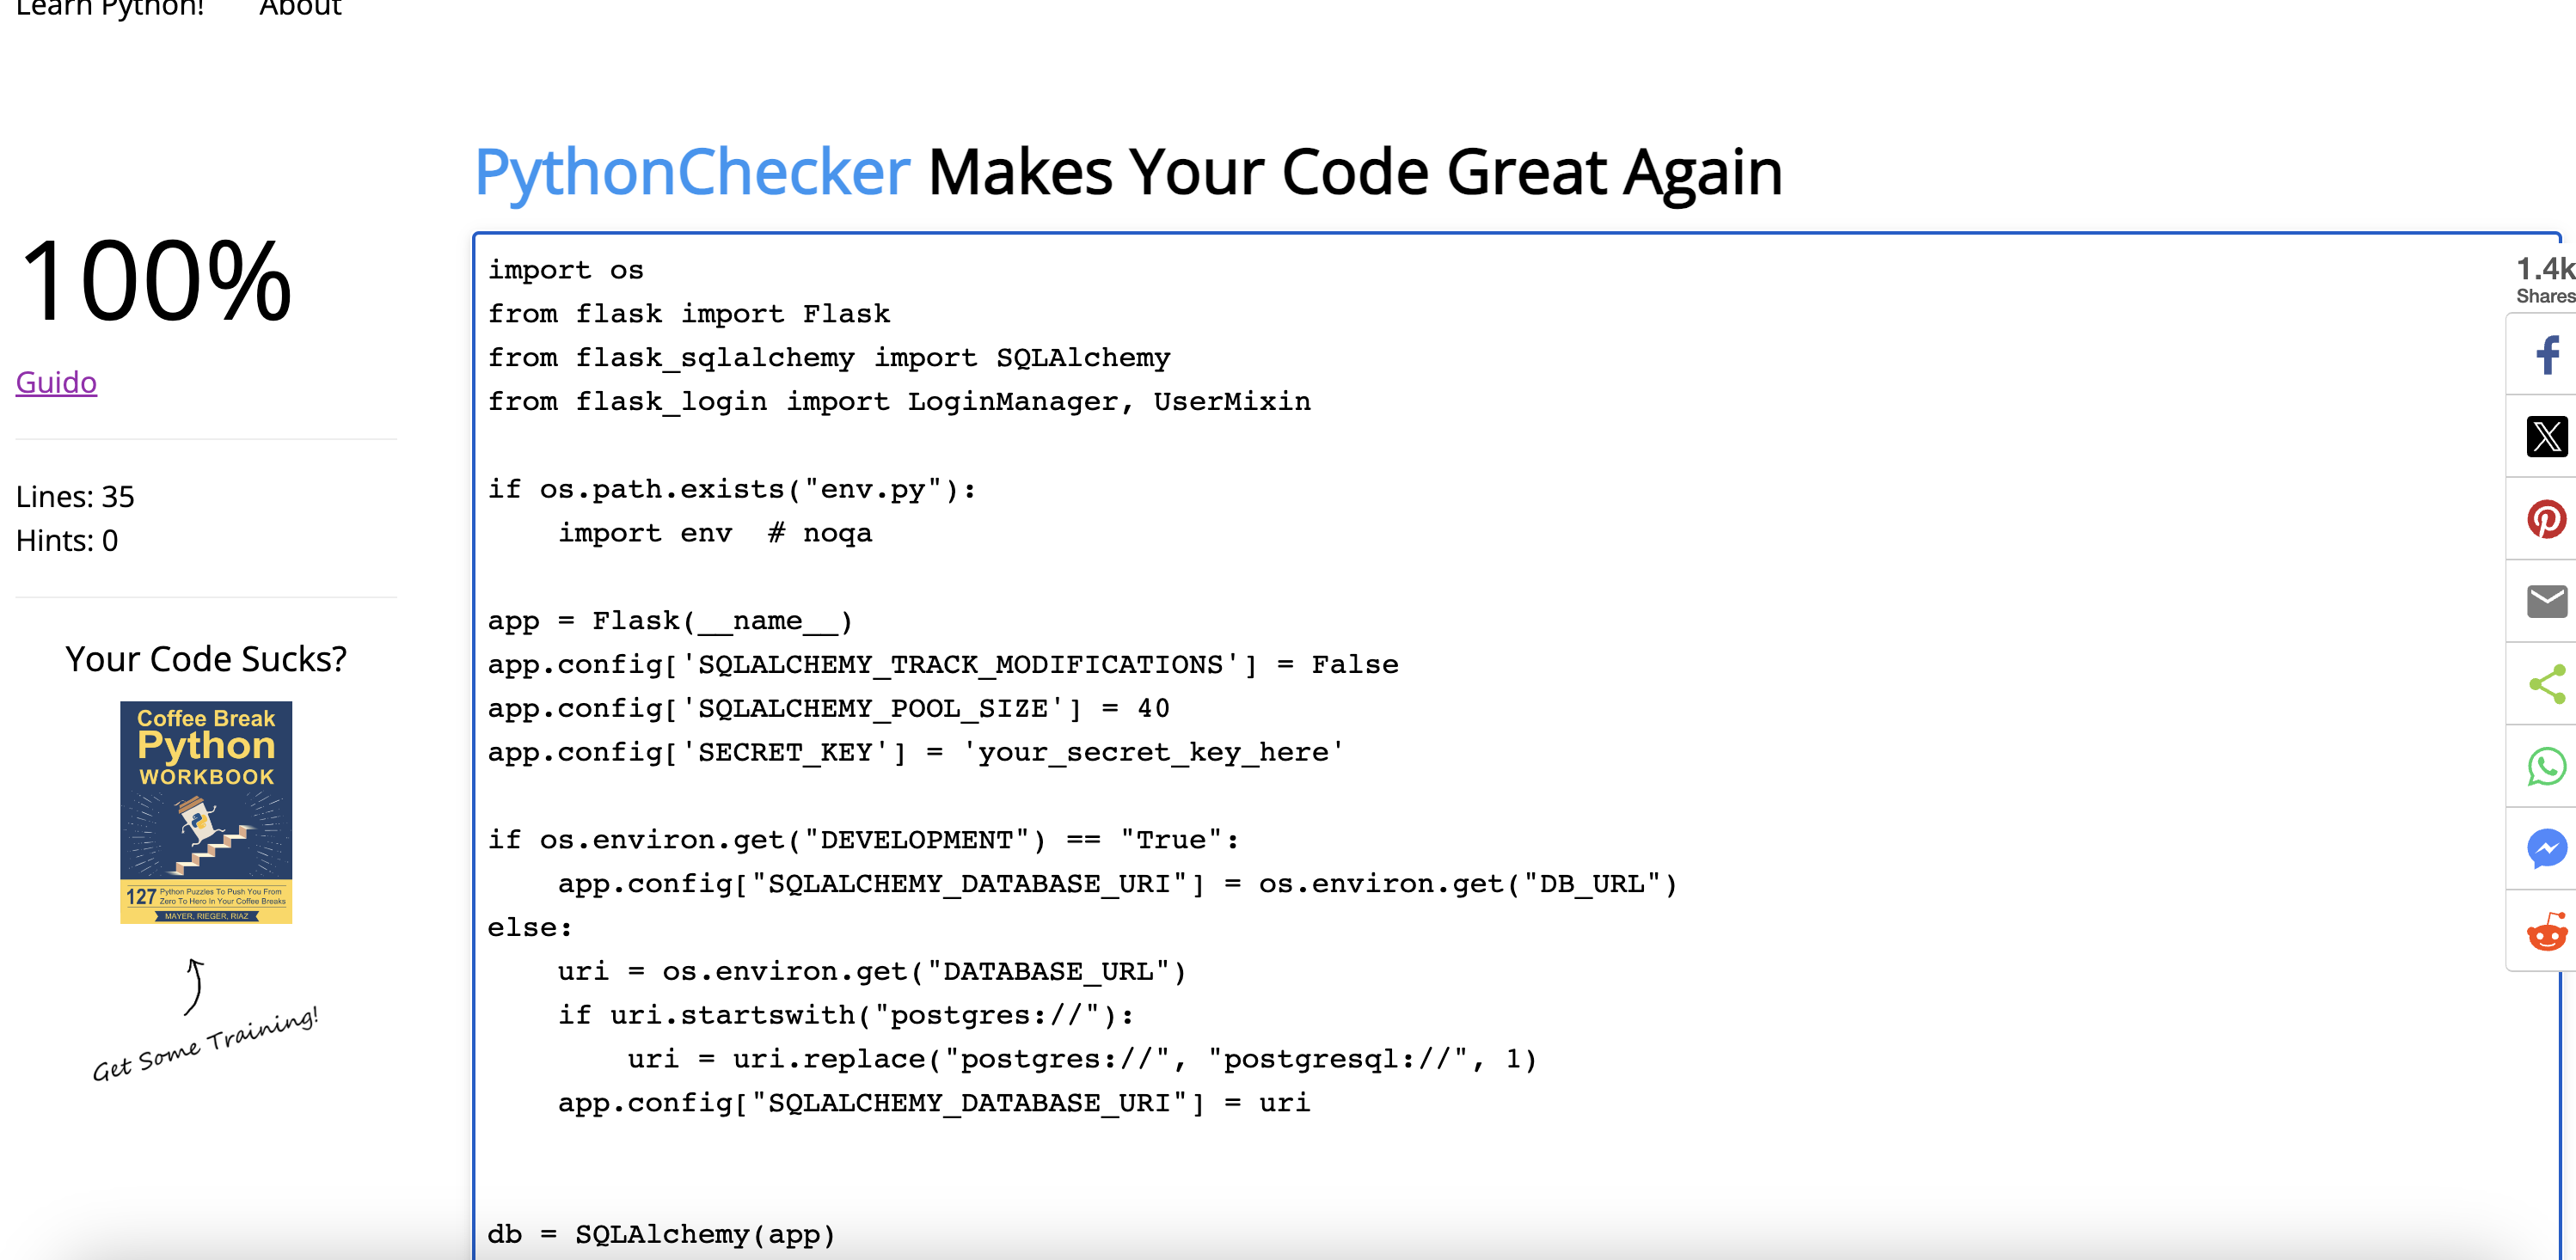 Learn Python! About
PythonChecker Makes Your Code Great Again
100%
Guido
Lines: 35
Hints: 0
Your Code Sucks?
Coffee Break
Python
WORKBOOK
127 Python Puzzles To Push You From
Zero To Hero In Your Coffee Breaks
MAYER, RIEGER, RIAZ
Get Some Training!
import os
from flask import Flask
from flask_sqlalchemy import SQLAlchemy
from flask_login import LoginManager, UserMixin
if os.path.exists("env.py"):
    import env  # noqa
app = Flask(__name__)
app.config['SQLALCHEMY_TRACK_MODIFICATIONS'] = False
app.config['SQLALCHEMY_POOL_SIZE'] = 40
app.config['SECRET_KEY'] = 'your_secret_key_here'
if os.environ.get("DEVELOPMENT") == "True":
    app.config["SQLALCHEMY_DATABASE_URI"] = os.environ.get("DB_URL")
else:
    uri = os.environ.get("DATABASE_URL")
    if uri.startswith("postgres://"):
        uri = uri.replace("postgres://", "postgresql://", 1)
    app.config["SQLALCHEMY_DATABASE_URI"] = uri
db = SQLAlchemy(app)
1.4k
Shares